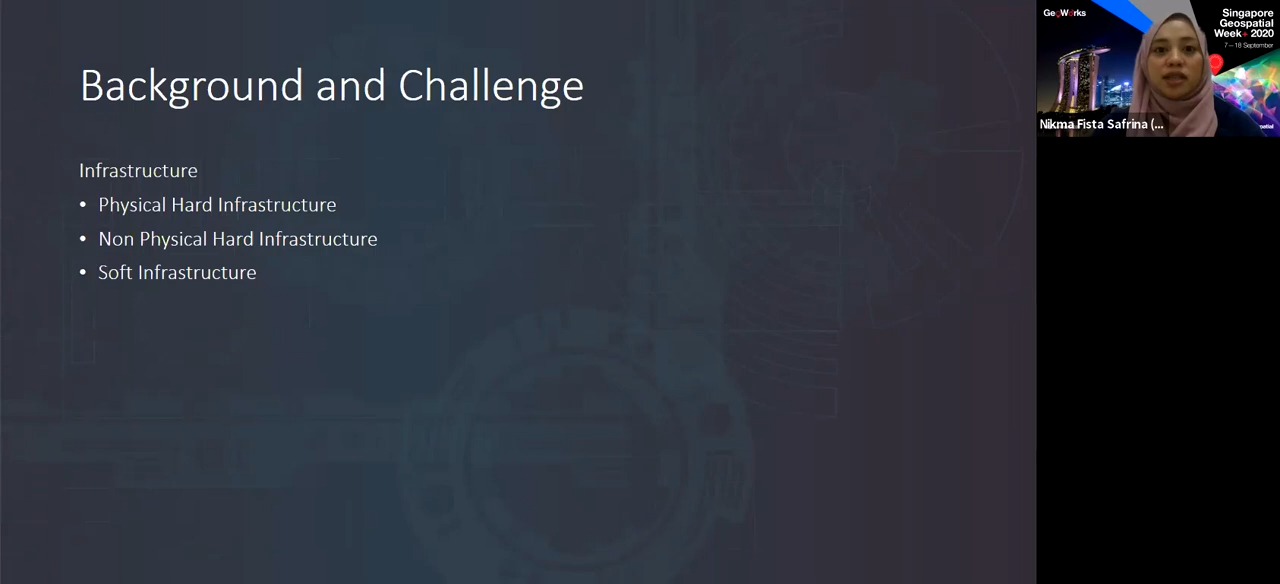 Background and Challenge
Infrastructure
• Physical Hard Infrastructure
• Non Physical Hard Infrastructure
• Soft Infrastructure
GeoWorks
Singapore
Geospatial
Week 2020
7 – 18 September
Nikma Fista Safrina (...